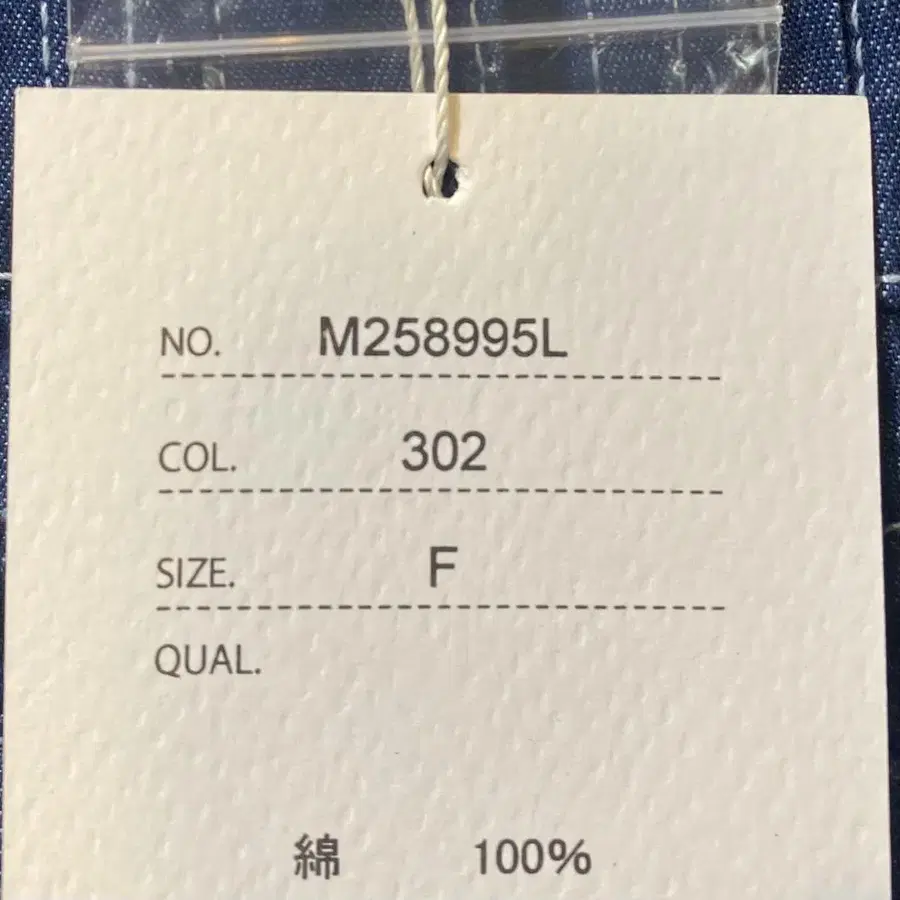 NO. M258995L
COL. 302
SIZE. F
QUAL.
綿 100%